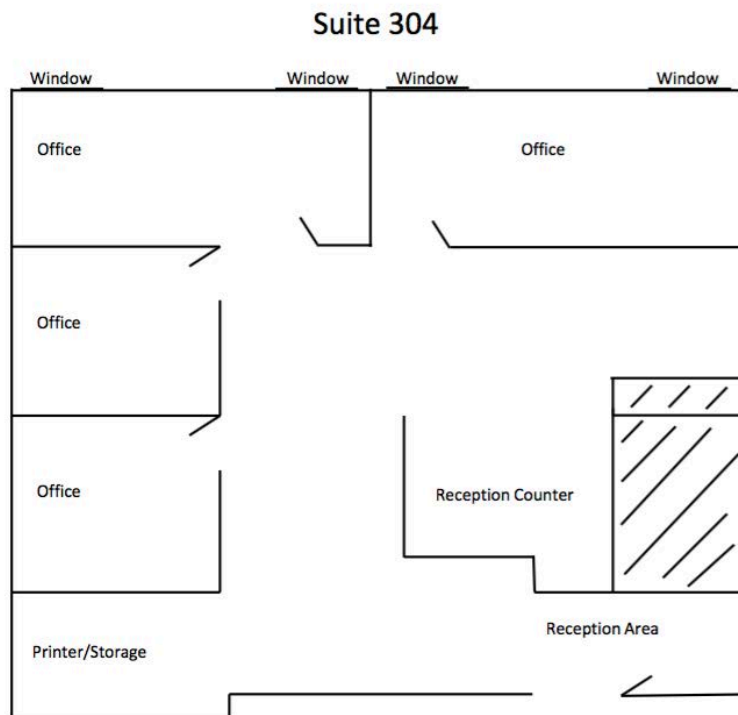 Suite 304
Window
Window
Window
Window
Office
Office
Office
Office
Reception Counter
Reception Area
Printer/Storage